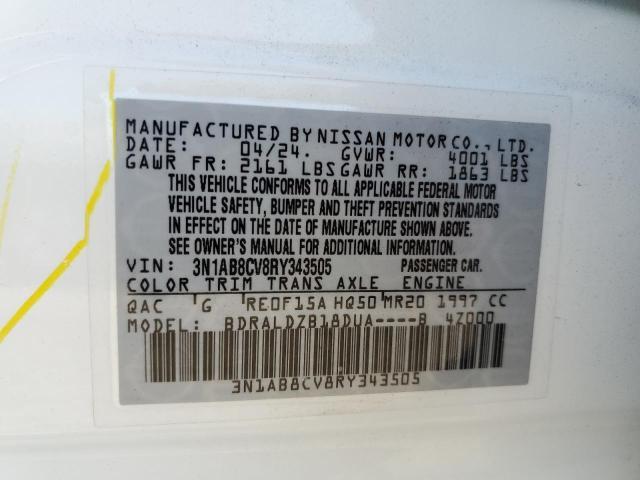 MANUFACTURED BY NISSAN MOTOR CO., LTD.
DATE: 04/24. GVWR: 4001 LBS
GAWR FR: 2161 LBS GAWR RR: 1863 LBS
THIS VEHICLE CONFORMS TO ALL APPLICABLE FEDERAL MOTOR
VEHICLE SAFETY, BUMPER AND THEFT PREVENTION STANDARDS
IN EFFECT ON THE DATE OF MANUFACTURE SHOWN ABOVE.
SEE OWNER'S MANUAL FOR ADDITIONAL INFORMATION.
VIN: 3N1AB8CV8RY343505 PASSENGER CAR.
COLOR TRIM TRANS AXLE ENGINE
QAC G RE0F15A HQ50 MR20 1997 CC
MODEL: BDRALDZB18DUA----B 4Z000
3N1AB8CV8RY343505